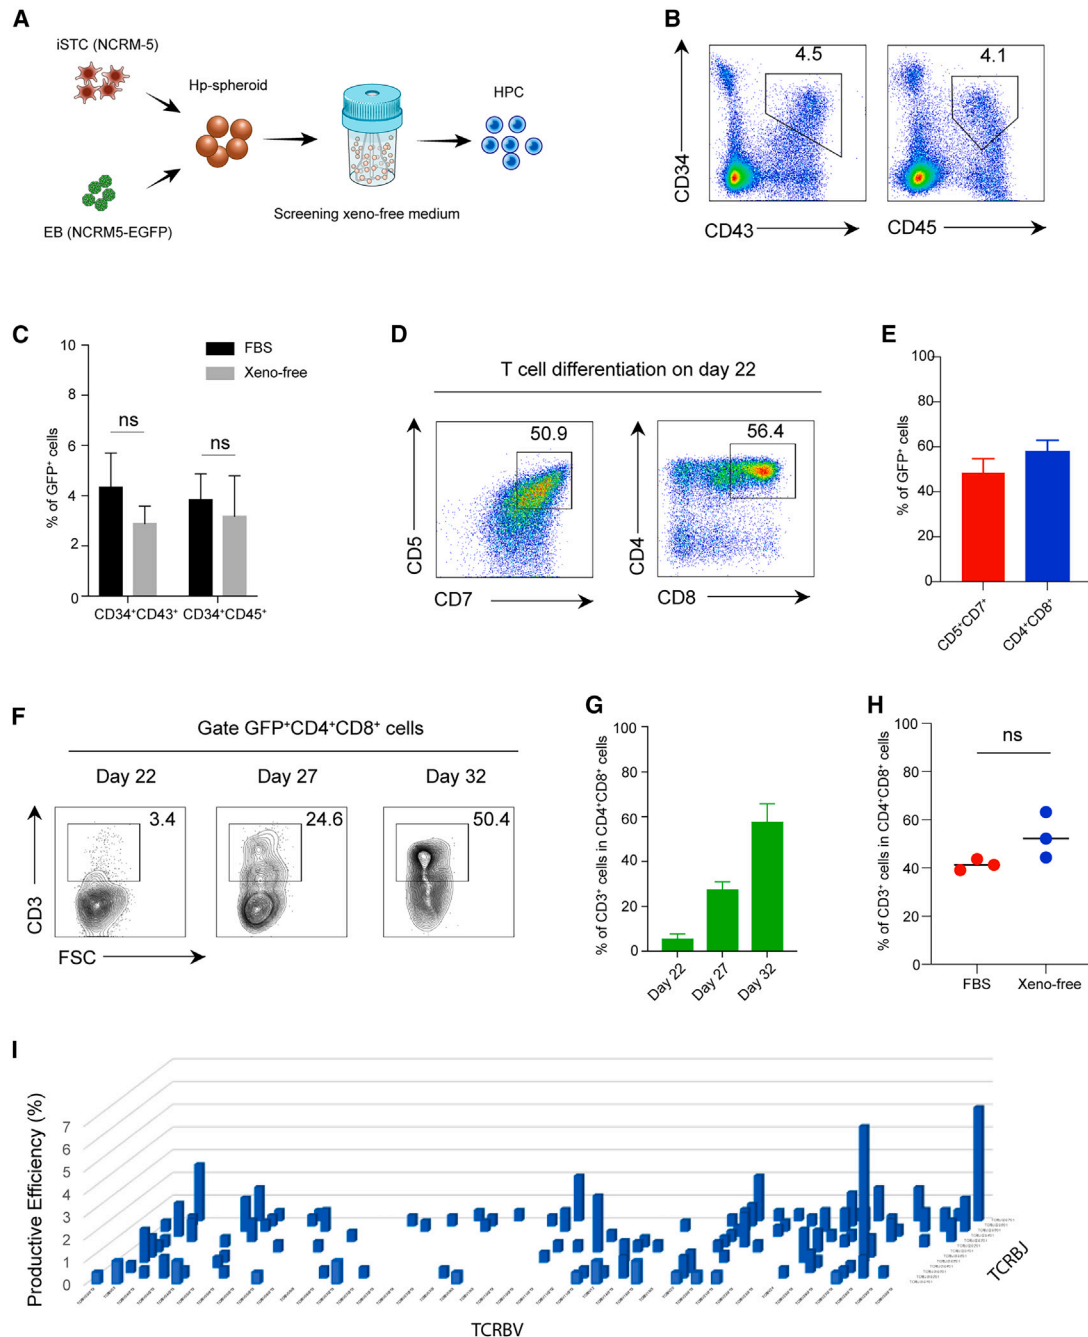 A
iSTC (NCRM-5)
Hp-spheroid
HPC
EB (NCRM5-EGFP)
Screening xeno-free medium
B
4.5
4.1
CD34
CD43
CD45
C
10
8
6
4
2
0
% of GFP⁺ cells
FBS
Xeno-free
ns
ns
CD34⁺CD43⁺
CD34⁺CD45⁺
D
T cell differentiation on day 22
50.9
56.4
CD5
CD4
CD7
CD8
E
100
80
60
40
20
0
% of GFP⁺ cells
CD5⁺CD7⁺
CD4⁺CD8⁺
F
Gate GFP⁺CD4⁺CD8⁺ cells
Day 22
Day 27
Day 32
3.4
24.6
50.4
CD3
FSC
G
100
80
60
40
20
0
% of CD3⁺ cells in CD4⁺CD8⁺ cells
Day 22
Day 27
Day 32
H
100
80
60
40
20
0
% of CD3⁺ cells in CD4⁺CD8⁺ cells
ns
FBS
Xeno-free
I
Productive Efficiency (%)
7
6
5
4
3
2
1
0
TCRBV
TCRBJ